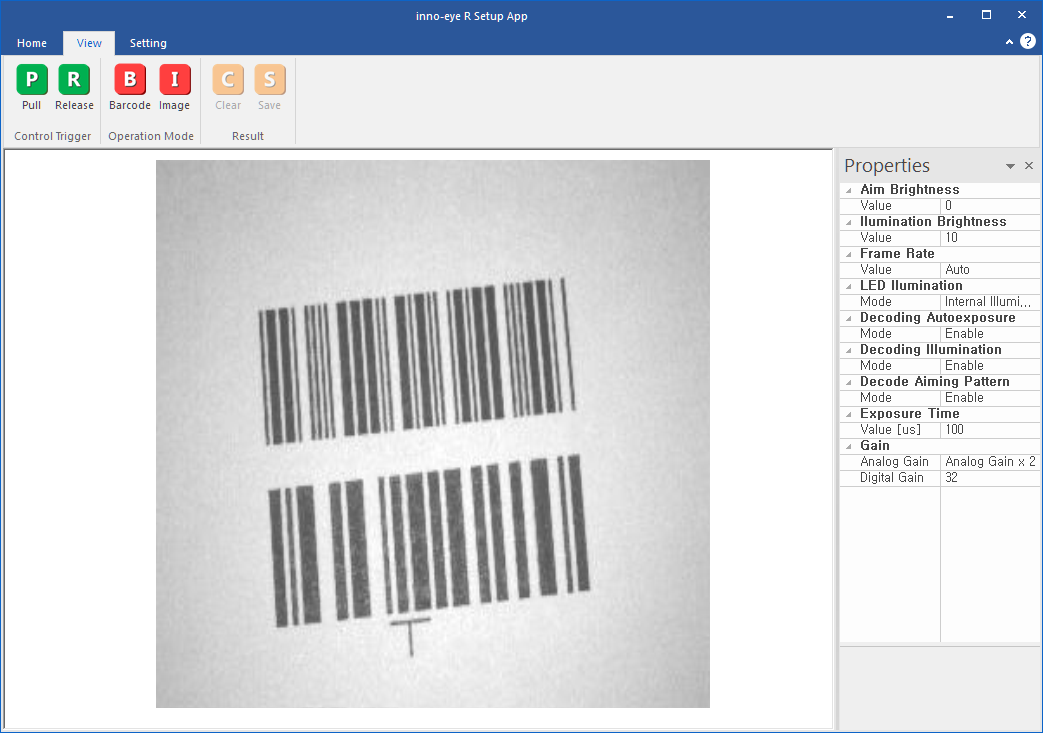 inno-eye R Setup App
Home View Setting
?
P R B I C S
Pull Release Barcode Image Clear Save
Control Trigger Operation Mode Result
Properties
Aim Brightness
Value 0
Ilumination Brightness
Value 10
Frame Rate
Value Auto
LED Ilumination
Mode Internal Illumi...
Decoding Autoexposure
Mode Enable
Decoding Illumination
Mode Enable
Decode Aiming Pattern
Mode Enable
Exposure Time
Value [us] 100
Gain
Analog Gain Analog Gain x 2
Digital Gain 32
T